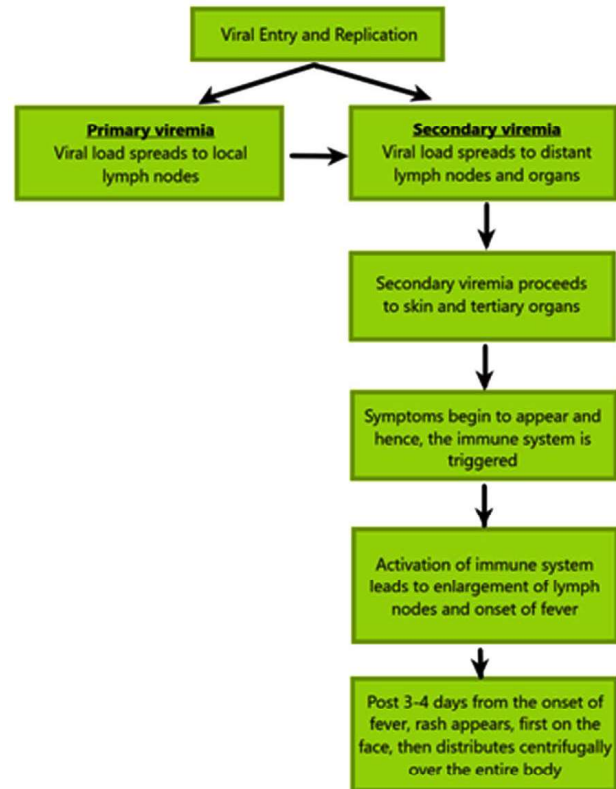 Viral Entry and Replication
Primary viremia
Viral load spreads to local
lymph nodes
Secondary viremia
Viral load spreads to distant
lymph nodes and organs
Secondary viremia proceeds
to skin and tertiary organs
Symptoms begin to appear and
hence, the immune system is
triggered
Activation of immune system
leads to enlargement of lymph
nodes and onset of fever
Post 3-4 days from the onset of
fever, rash appears, first on the
face, then distributes centrifugally
over the entire body